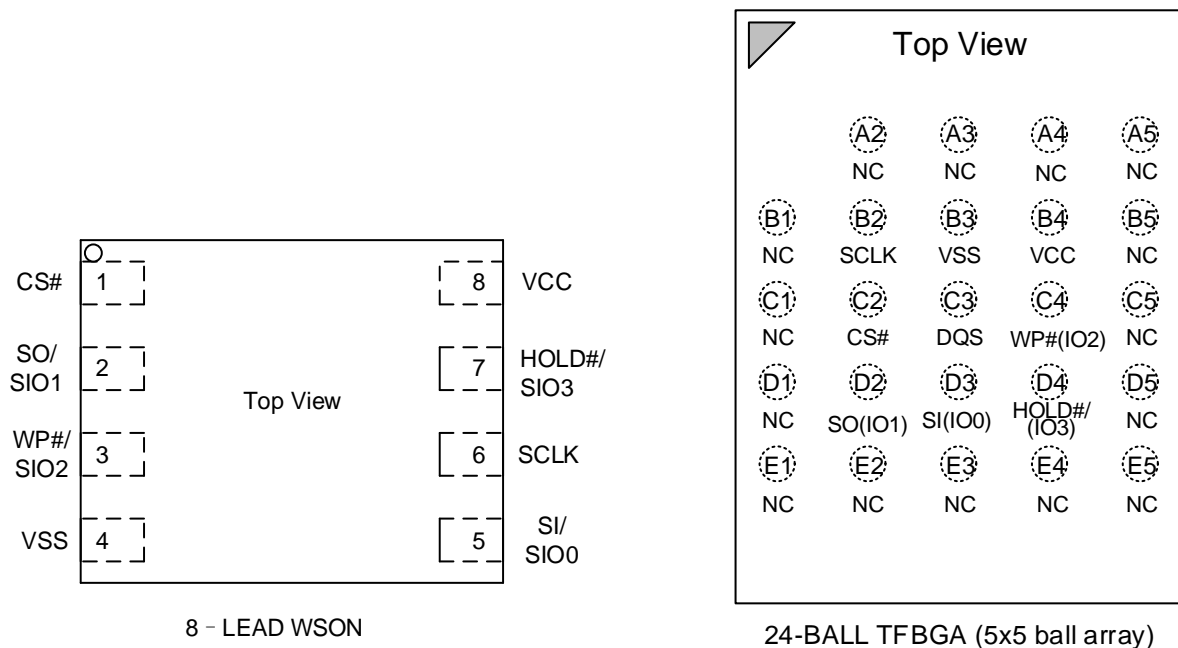 CS#
1
8
VCC
SO/
SIO1
2
7
HOLD#/
SIO3
Top View
WP#/
SIO2
3
6
SCLK
VSS
4
5
SI/
SIO0
8 - LEAD WSON
Top View
A2 A3 A4 A5
NC NC NC NC
B1 B2 B3 B4 B5
NC SCLK VSS VCC NC
C1 C2 C3 C4 C5
NC CS# DQS WP#(IO2) NC
D1 D2 D3 D4 D5
NC SO(IO1) SI(IO0) HOLD#/ NC
(IO3)
E1 E2 E3 E4 E5
NC NC NC NC NC
24-BALL TFBGA (5x5 ball array)